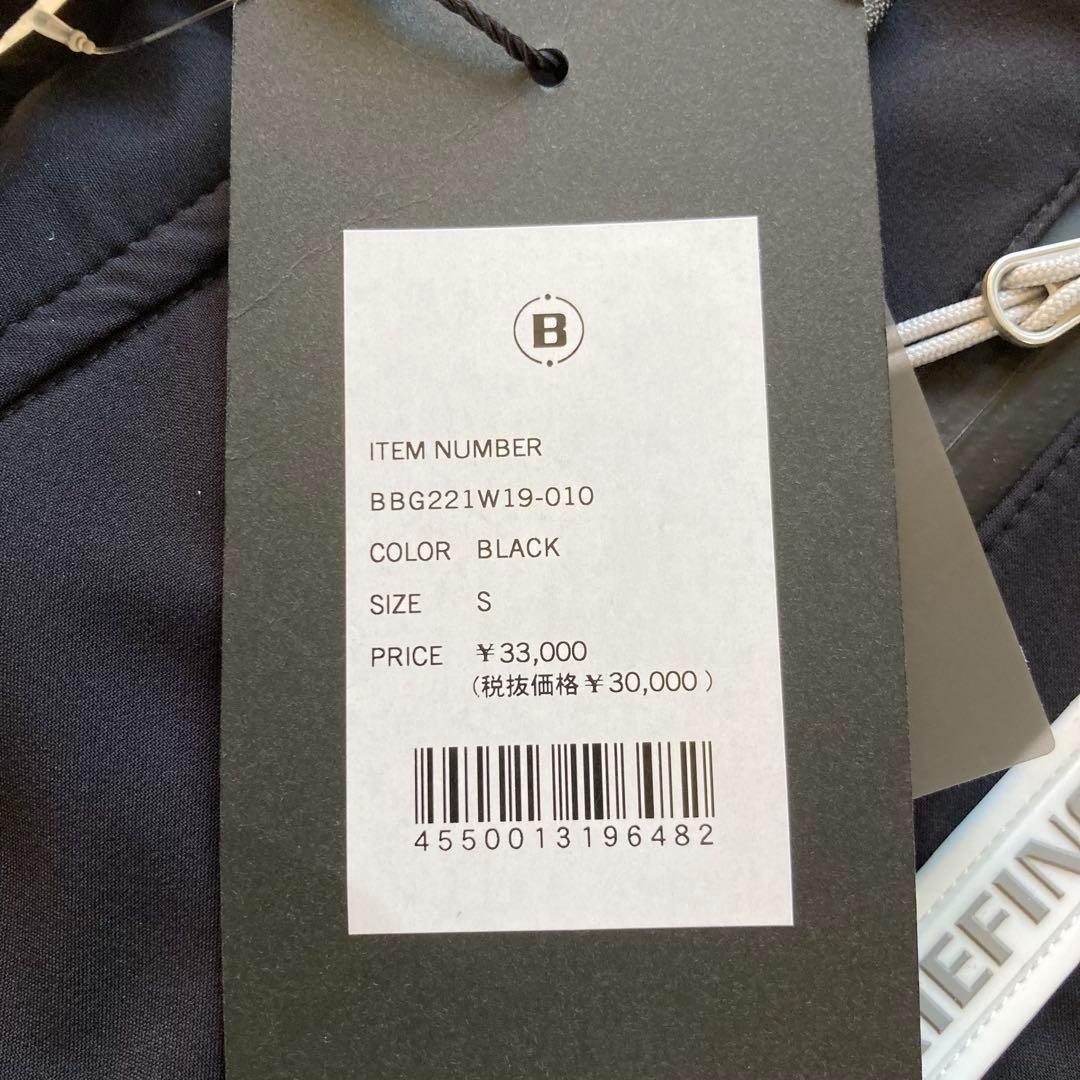 B
ITEM NUMBER
BBG221W19-010
COLOR BLACK
SIZE S
PRICE ¥33,000
(税抜価格¥30,000)
4550013196482